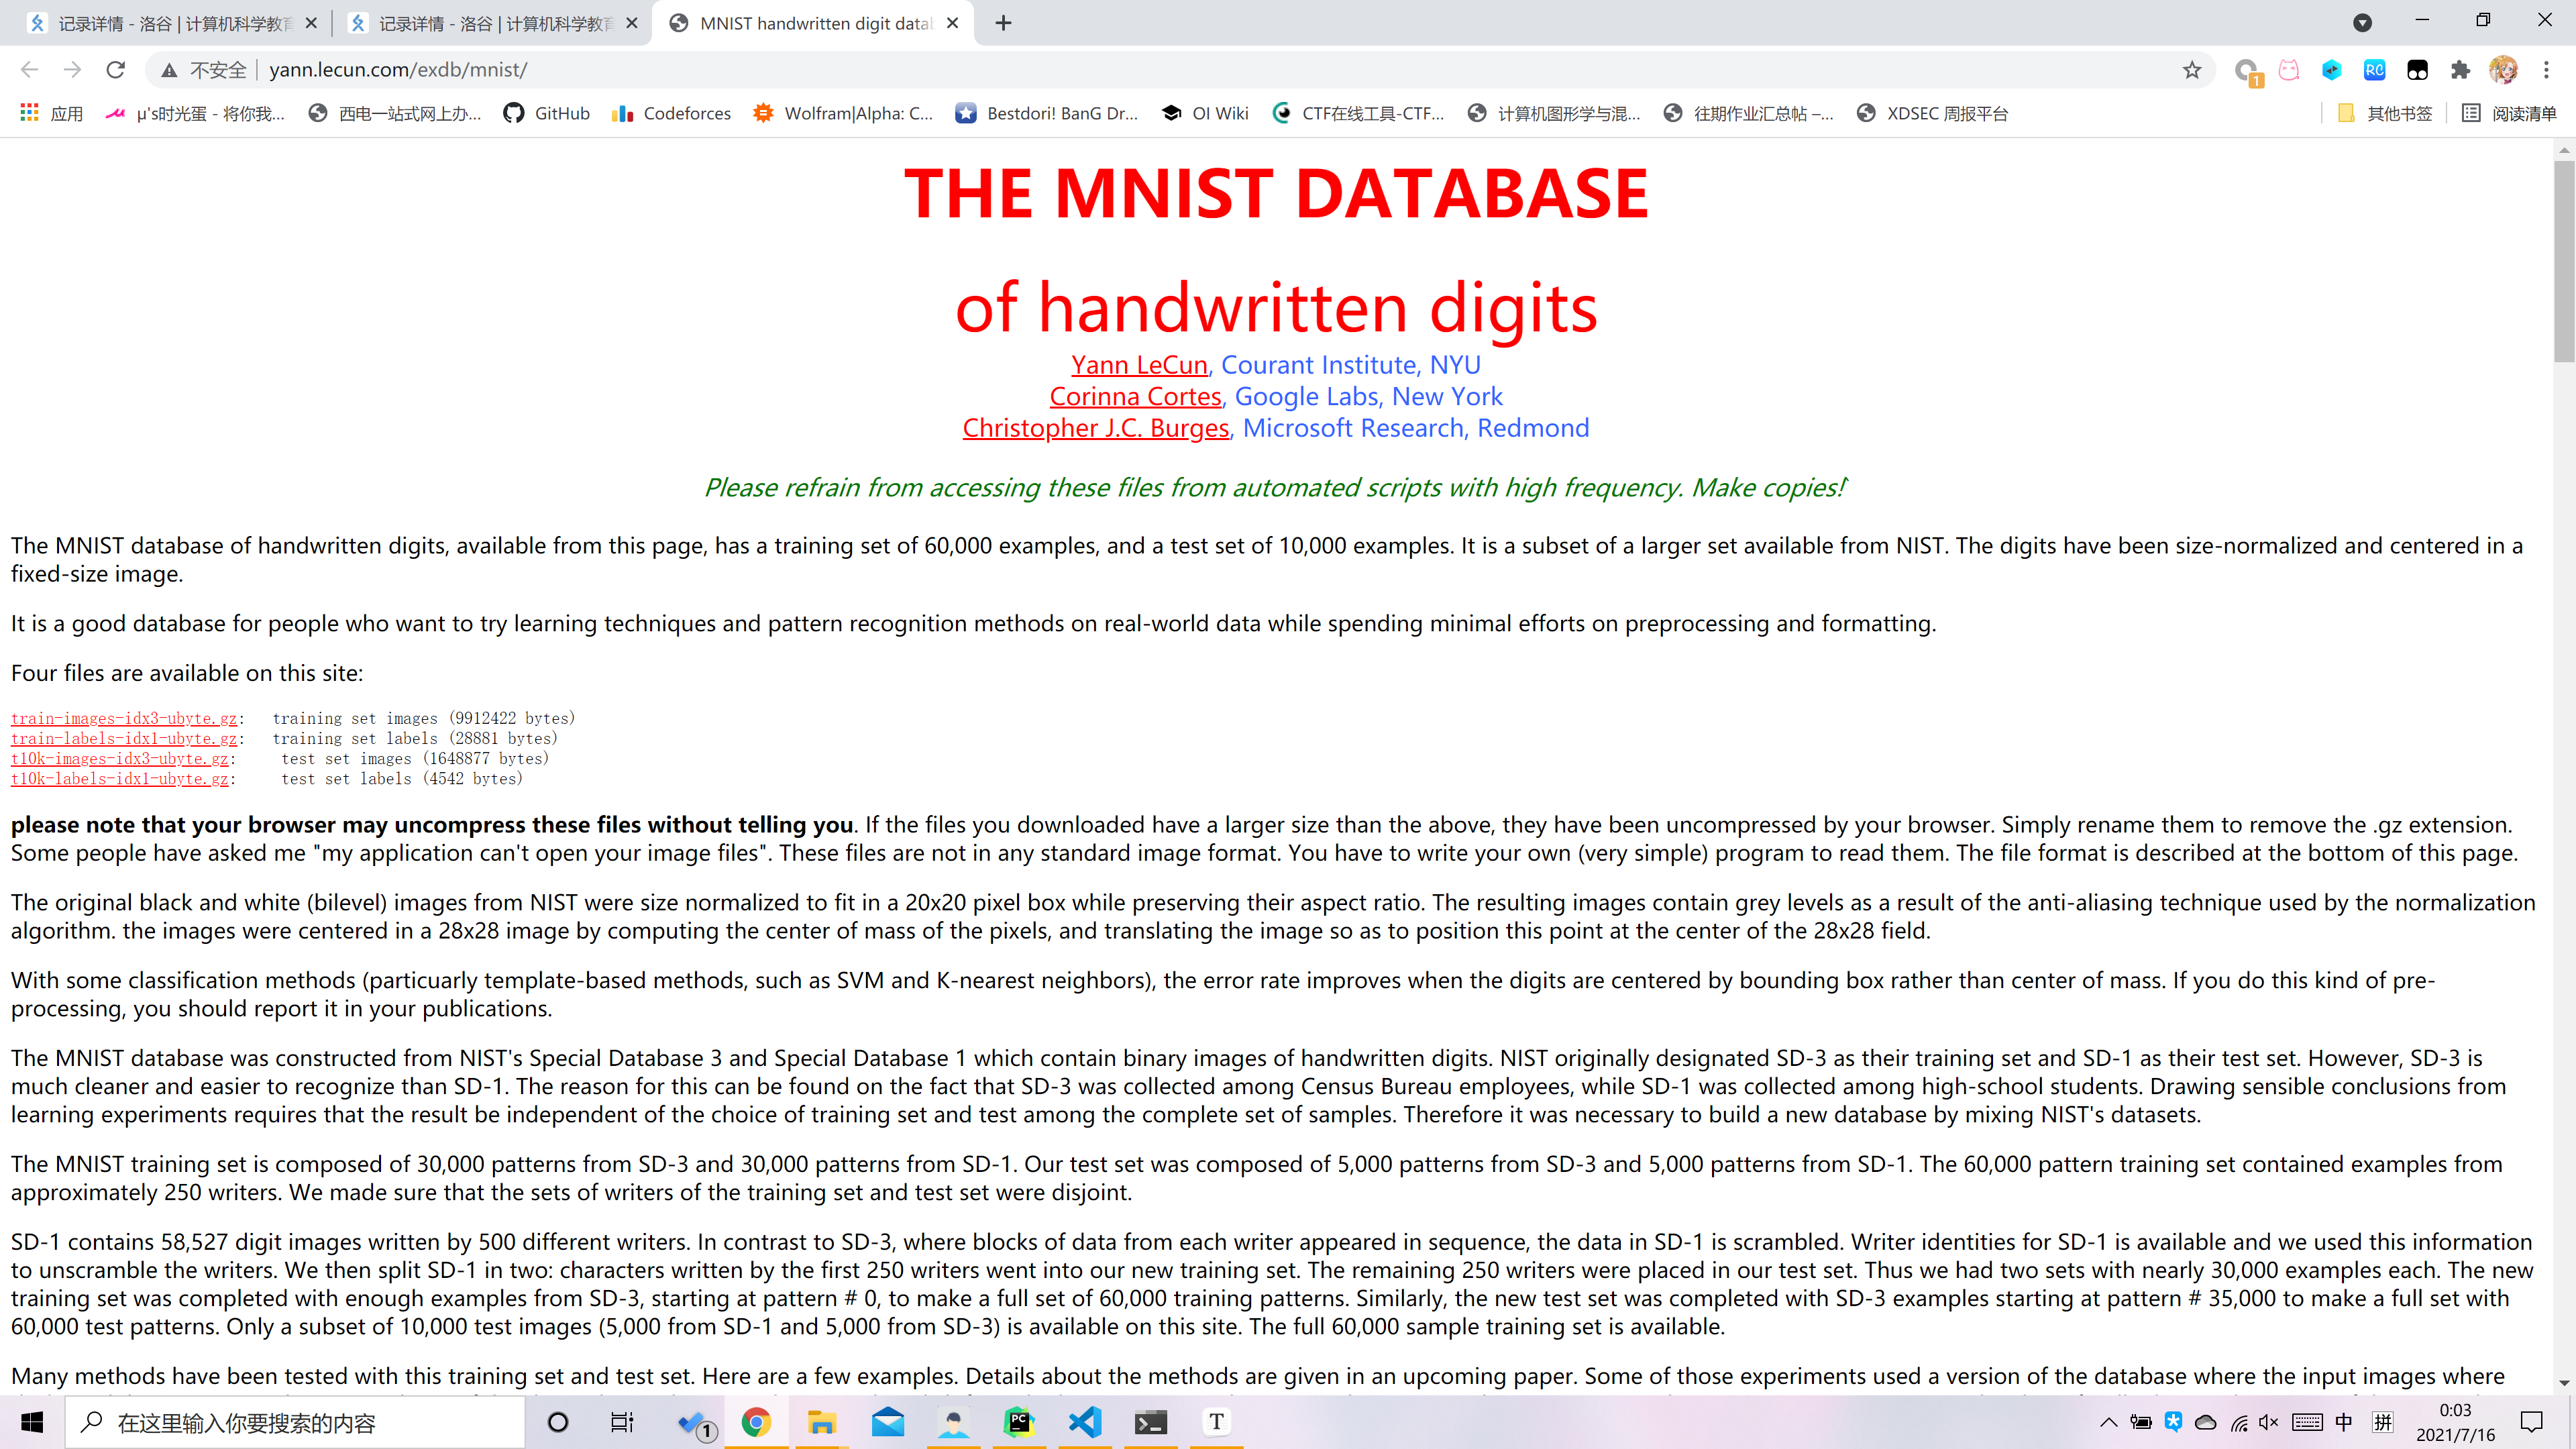 记录详情 - 洛谷 | 计算机科学教育
记录详情 - 洛谷 | 计算机科学教育
MNIST handwritten digit datab
不安全 | yann.lecun.com/exdb/mnist/
1
RC
应用
μ's时光蛋 - 将你我...
西电一站式网上办...
GitHub
Codeforces
Wolfram|Alpha: C...
Bestdori! BanG Dr...
OI Wiki
CTF在线工具-CTF...
计算机图形学与混...
往期作业汇总帖 –...
XDSEC 周报平台
其他书签
阅读清单
THE MNIST DATABASE
of handwritten digits
Yann LeCun, Courant Institute, NYU
Corinna Cortes, Google Labs, New York
Christopher J.C. Burges, Microsoft Research, Redmond
Please refrain from accessing these files from automated scripts with high frequency. Make copies!
The MNIST database of handwritten digits, available from this page, has a training set of 60,000 examples, and a test set of 10,000 examples. It is a subset of a larger set available from NIST. The digits have been size-normalized and centered in a
fixed-size image.
It is a good database for people who want to try learning techniques and pattern recognition methods on real-world data while spending minimal efforts on preprocessing and formatting.
Four files are available on this site:
train-images-idx3-ubyte.gz: training set images (9912422 bytes)
train-labels-idx1-ubyte.gz: training set labels (28881 bytes)
t10k-images-idx3-ubyte.gz: test set images (1648877 bytes)
t10k-labels-idx1-ubyte.gz: test set labels (4542 bytes)
please note that your browser may uncompress these files without telling you. If the files you downloaded have a larger size than the above, they have been uncompressed by your browser. Simply rename them to remove the .gz extension.
Some people have asked me "my application can't open your image files". These files are not in any standard image format. You have to write your own (very simple) program to read them. The file format is described at the bottom of this page.
The original black and white (bilevel) images from NIST were size normalized to fit in a 20x20 pixel box while preserving their aspect ratio. The resulting images contain grey levels as a result of the anti-aliasing technique used by the normalization
algorithm. the images were centered in a 28x28 image by computing the center of mass of the pixels, and translating the image so as to position this point at the center of the 28x28 field.
With some classification methods (particuarly template-based methods, such as SVM and K-nearest neighbors), the error rate improves when the digits are centered by bounding box rather than center of mass. If you do this kind of pre-
processing, you should report it in your publications.
The MNIST database was constructed from NIST's Special Database 3 and Special Database 1 which contain binary images of handwritten digits. NIST originally designated SD-3 as their training set and SD-1 as their test set. However, SD-3 is
much cleaner and easier to recognize than SD-1. The reason for this can be found on the fact that SD-3 was collected among Census Bureau employees, while SD-1 was collected among high-school students. Drawing sensible conclusions from
learning experiments requires that the result be independent of the choice of training set and test among the complete set of samples. Therefore it was necessary to build a new database by mixing NIST's datasets.
The MNIST training set is composed of 30,000 patterns from SD-3 and 30,000 patterns from SD-1. Our test set was composed of 5,000 patterns from SD-3 and 5,000 patterns from SD-1. The 60,000 pattern training set contained examples from
approximately 250 writers. We made sure that the sets of writers of the training set and test set were disjoint.
SD-1 contains 58,527 digit images written by 500 different writers. In contrast to SD-3, where blocks of data from each writer appeared in sequence, the data in SD-1 is scrambled. Writer identities for SD-1 is available and we used this information
to unscramble the writers. We then split SD-1 in two: characters written by the first 250 writers went into our new training set. The remaining 250 writers were placed in our test set. Thus we had two sets with nearly 30,000 examples each. The new
training set was completed with enough examples from SD-3, starting at pattern # 0, to make a full set of 60,000 training patterns. Similarly, the new test set was completed with SD-3 examples starting at pattern # 35,000 to make a full set with
60,000 test patterns. Only a subset of 10,000 test images (5,000 from SD-1 and 5,000 from SD-3) is available on this site. The full 60,000 sample training set is available.
Many methods have been tested with this training set and test set. Here are a few examples. Details about the methods are given in an upcoming paper. Some of those experiments used a version of the database where the input images where
在这里输入你要搜索的内容
1
PC
T
中
拼
0:03
2021/7/16